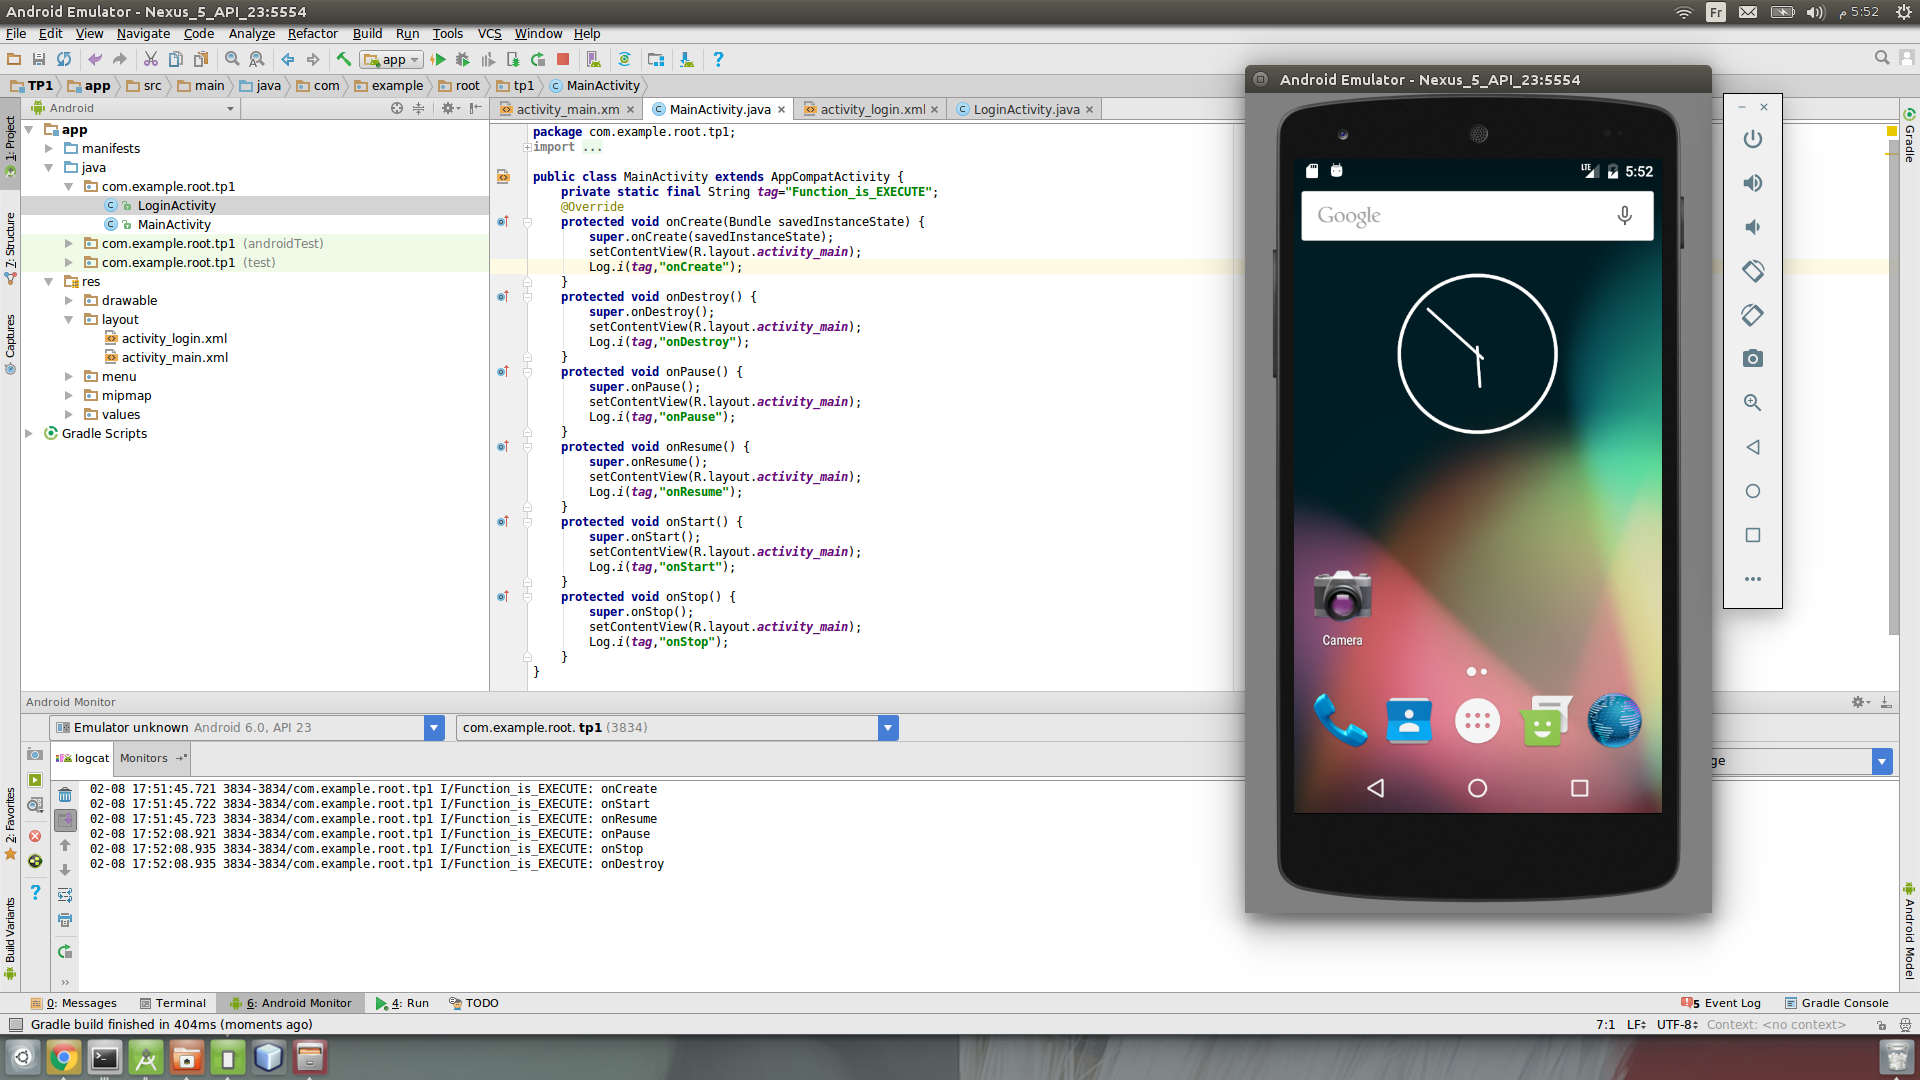 Android Emulator - Nexus_5_API_23:5554
Fr
5:52 م
File Edit View Navigate Code Analyze Refactor Build Run Tools VCS Window Help
app
TP1 app src main java com example root tp1 MainActivity
Android
activity_main.xm
MainActivity.java
activity_login.xml
LoginActivity.java
1: Project
7: Structure
Captures
2: Favorites
Build Variants
app
manifests
java
com.example.root.tp1
LoginActivity
MainActivity
com.example.root.tp1 (androidTest)
com.example.root.tp1 (test)
res
drawable
layout
activity_login.xml
activity_main.xml
menu
mipmap
values
Gradle Scripts
package com.example.root.tp1;
import ...
public class MainActivity extends AppCompatActivity {
private static final String tag="Function_is_EXECUTE";
@Override
protected void onCreate(Bundle savedInstanceState) {
super.onCreate(savedInstanceState);
setContentView(R.layout.activity_main);
Log.i(tag,"onCreate");
}
protected void onDestroy() {
super.onDestroy();
setContentView(R.layout.activity_main);
Log.i(tag,"onDestroy");
}
protected void onPause() {
super.onPause();
setContentView(R.layout.activity_main);
Log.i(tag,"onPause");
}
protected void onResume() {
super.onResume();
setContentView(R.layout.activity_main);
Log.i(tag,"onResume");
}
protected void onStart() {
super.onStart();
setContentView(R.layout.activity_main);
Log.i(tag,"onStart");
}
protected void onStop() {
super.onStop();
setContentView(R.layout.activity_main);
Log.i(tag,"onStop");
}
}
Android Emulator - Nexus_5_API_23:5554
LTE 5:52
Google
Camera
Gradle
Android Model
Android Monitor
Emulator unknown Android 6.0, API 23
com.example.root. tp1 (3834)
logcat
Monitors
ge
02-08 17:51:45.721 3834-3834/com.example.root.tp1 I/Function_is_EXECUTE: onCreate
02-08 17:51:45.722 3834-3834/com.example.root.tp1 I/Function_is_EXECUTE: onStart
02-08 17:51:45.723 3834-3834/com.example.root.tp1 I/Function_is_EXECUTE: onResume
02-08 17:52:08.921 3834-3834/com.example.root.tp1 I/Function_is_EXECUTE: onPause
02-08 17:52:08.935 3834-3834/com.example.root.tp1 I/Function_is_EXECUTE: onStop
02-08 17:52:08.935 3834-3834/com.example.root.tp1 I/Function_is_EXECUTE: onDestroy
0: Messages Terminal 6: Android Monitor 4: Run TODO
5 Event Log Gradle Console
Gradle build finished in 404ms (moments ago)
7:1 LF UTF-8 Context: <no context>